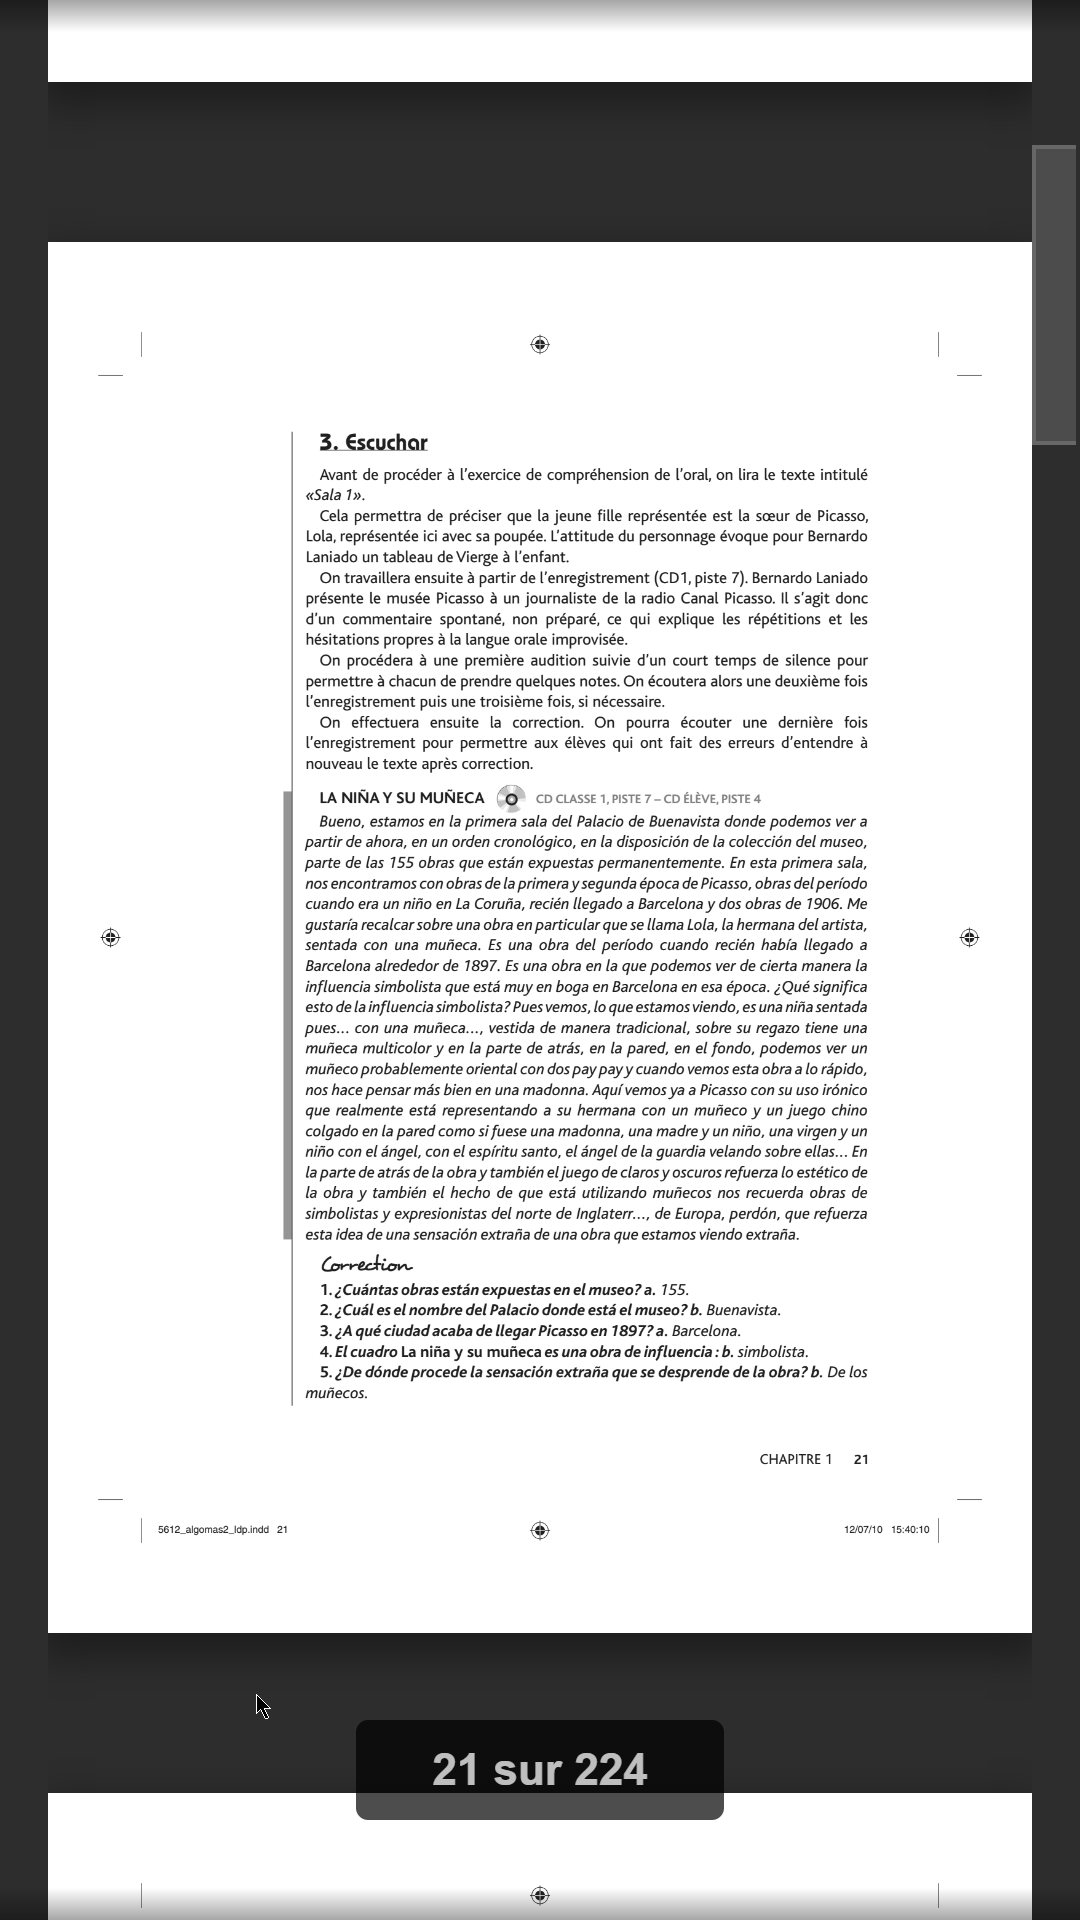 3. Escuchar
Avant de procéder à l'exercice de compréhension de l'oral, on lira le texte intitulé
«Sala 1».
Cela permettra de préciser que la jeune fille représentée est la sœur de Picasso,
Lola, représentée ici avec sa poupée. L'attitude du personnage évoque pour Bernardo
Laniado un tableau de Vierge à l'enfant.
On travaillera ensuite à partir de l'enregistrement (CD1, piste 7). Bernardo Laniado
présente le musée Picasso à un journaliste de la radio Canal Picasso. Il s'agit donc
d'un commentaire spontané, non préparé, ce qui explique les répétitions et les
hésitations propres à la langue orale improvisée.
On procédera à une première audition suivie d'un court temps de silence pour
permettre à chacun de prendre quelques notes. On écoutera alors une deuxième fois
l'enregistrement puis une troisième fois, si nécessaire.
On effectuera ensuite la correction. On pourra écouter une dernière fois
l'enregistrement pour permettre aux élèves qui ont fait des erreurs d'entendre à
nouveau le texte après correction.
LA NIÑA Y SU MUÑECA CD CLASSE 1, PISTE 7 – CD ÉLÈVE, PISTE 4
Bueno, estamos en la primera sala del Palacio de Buenavista donde podemos ver a
partir de ahora, en un orden cronológico, en la disposición de la colección del museo,
parte de las 155 obras que están expuestas permanentemente. En esta primera sala,
nos encontramos con obras de la primera y segunda época de Picasso, obras del período
cuando era un niño en La Coruña, recién llegado a Barcelona y dos obras de 1906. Me
gustaría recalcar sobre una obra en particular que se llama Lola, la hermana del artista,
sentada con una muñeca. Es una obra del período cuando recién había llegado a
Barcelona alrededor de 1897. Es una obra en la que podemos ver de cierta manera la
influencia simbolista que está muy en boga en Barcelona en esa época. ¿Qué significa
esto de la influencia simbolista? Pues vemos, lo que estamos viendo, es una niña sentada
pues... con una muñeca..., vestida de manera tradicional, sobre su regazo tiene una
muñeca multicolor y en la parte de atrás, en la pared, en el fondo, podemos ver un
muñeco probablemente oriental con dos pay pay y cuando vemos esta obra a lo rápido,
nos hace pensar más bien en una madonna. Aquí vemos ya a Picasso con su uso irónico
que realmente está representando a su hermana con un muñeco y un juego chino
colgado en la pared como si fuese una madonna, una madre y un niño, una virgen y un
niño con el ángel, con el espíritu santo, el ángel de la guardia velando sobre ellas... En
la parte de atrás de la obra y también el juego de claros y oscuros refuerza lo estético de
la obra y también el hecho de que está utilizando muñecos nos recuerda obras de
simbolistas y expresionistas del norte de Inglaterr..., de Europa, perdón, que refuerza
esta idea de una sensación extraña de una obra que estamos viendo extraña.
Correction
1. ¿Cuántas obras están expuestas en el museo? a. 155.
2. ¿Cuál es el nombre del Palacio donde está el museo? b. Buenavista.
3. ¿A qué ciudad acaba de llegar Picasso en 1897? a. Barcelona.
4. El cuadro La niña y su muñeca es una obra de influencia : b. simbolista.
5. ¿De dónde procede la sensación extraña que se desprende de la obra? b. De los
muñecos.
CHAPITRE 1 21
5612_algomas2_ldp.indd 21 12/07/10 15:40:10
21 sur 224